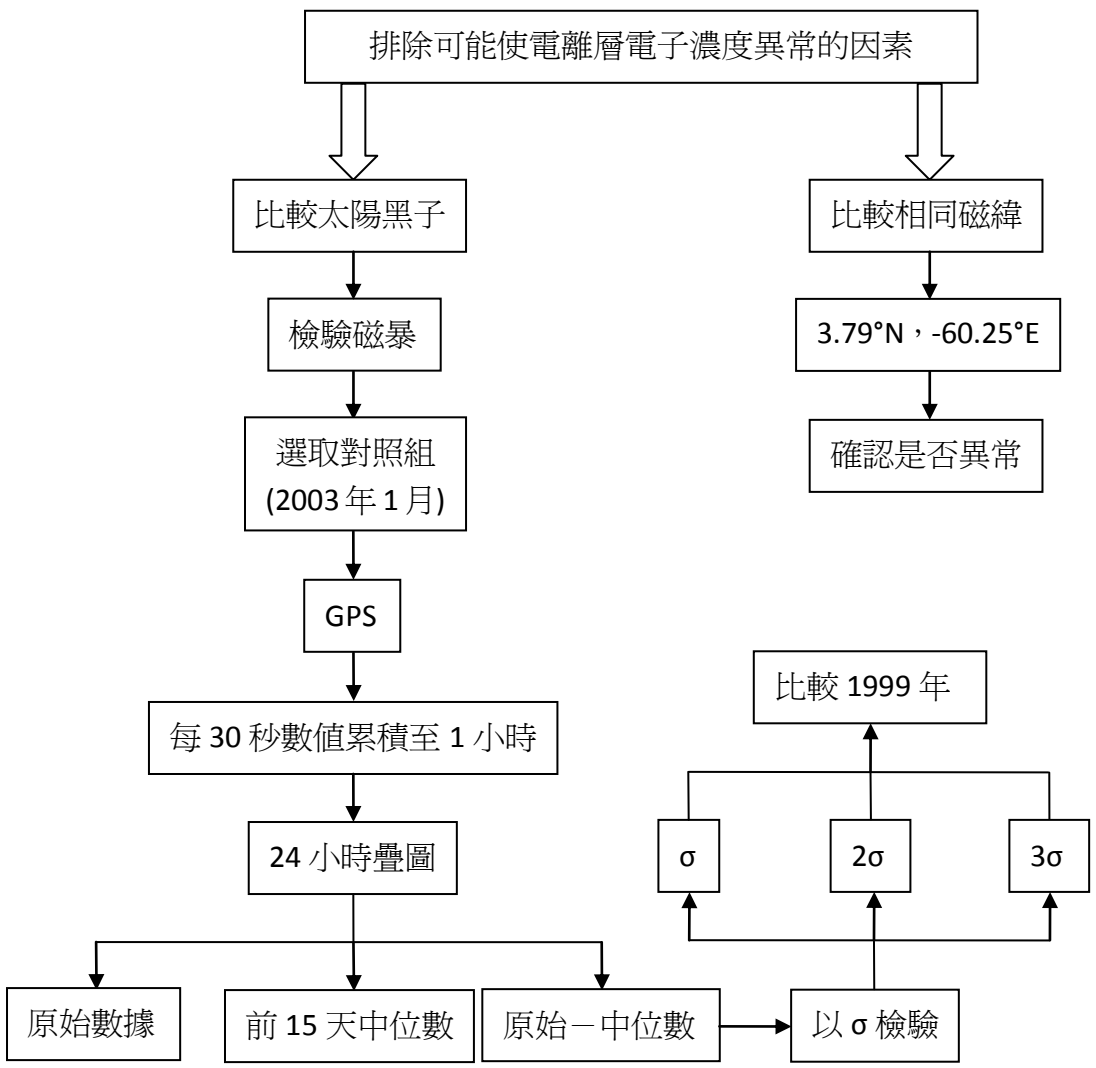 排除可能使電離層電子濃度異常的因素
比較太陽黑子
比較相同磁緯
檢驗磁暴
3.79°N，-60.25°E
選取對照組
(2003 年 1 月)
確認是否異常
GPS
每 30 秒數值累積至 1 小時
比較 1999 年
24 小時疊圖
σ
2σ
3σ
原始數據
前 15 天中位數
原始－中位數
以 σ 檢驗